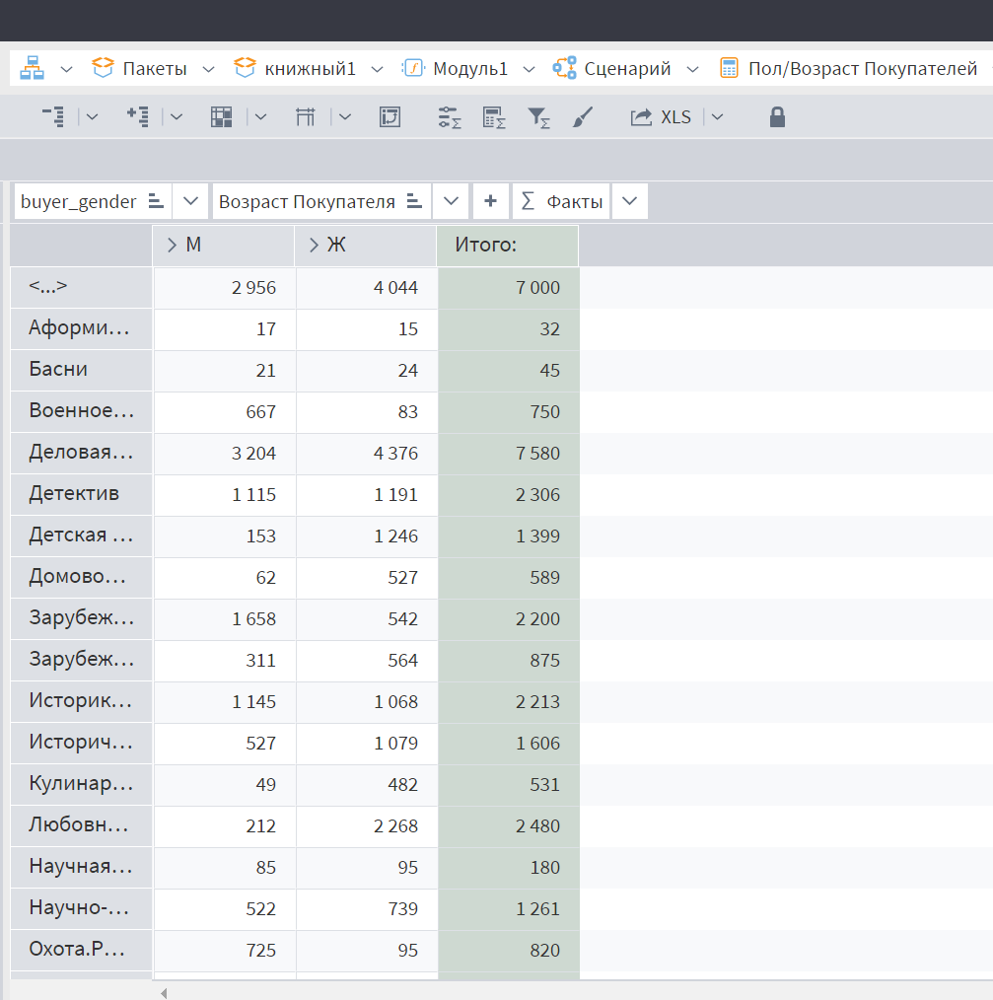 Пакеты книжный1 Модуль1 Сценарий Пол/Возраст Покупателей
XLS
buyer_gender Возраст Покупателя + Σ Факты
М Ж Итого:
<...> 2 956 4 044 7 000
Аформи... 17 15 32
Басни 21 24 45
Военное... 667 83 750
Деловая... 3 204 4 376 7 580
Детектив 1 115 1 191 2 306
Детская ... 153 1 246 1 399
Домово... 62 527 589
Зарубеж... 1 658 542 2 200
Зарубеж... 311 564 875
Историк... 1 145 1 068 2 213
Историч... 527 1 079 1 606
Кулинар... 49 482 531
Любовн... 212 2 268 2 480
Научная... 85 95 180
Научно-... 522 739 1 261
Охота.Р... 725 95 820